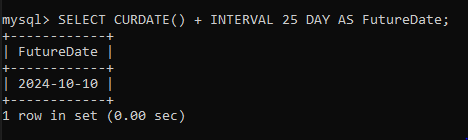 mysql> SELECT CURDATE() + INTERVAL 25 DAY AS FutureDate;
+------------+
| FutureDate |
+------------+
| 2024-10-10 |
+------------+
1 row in set (0.00 sec)